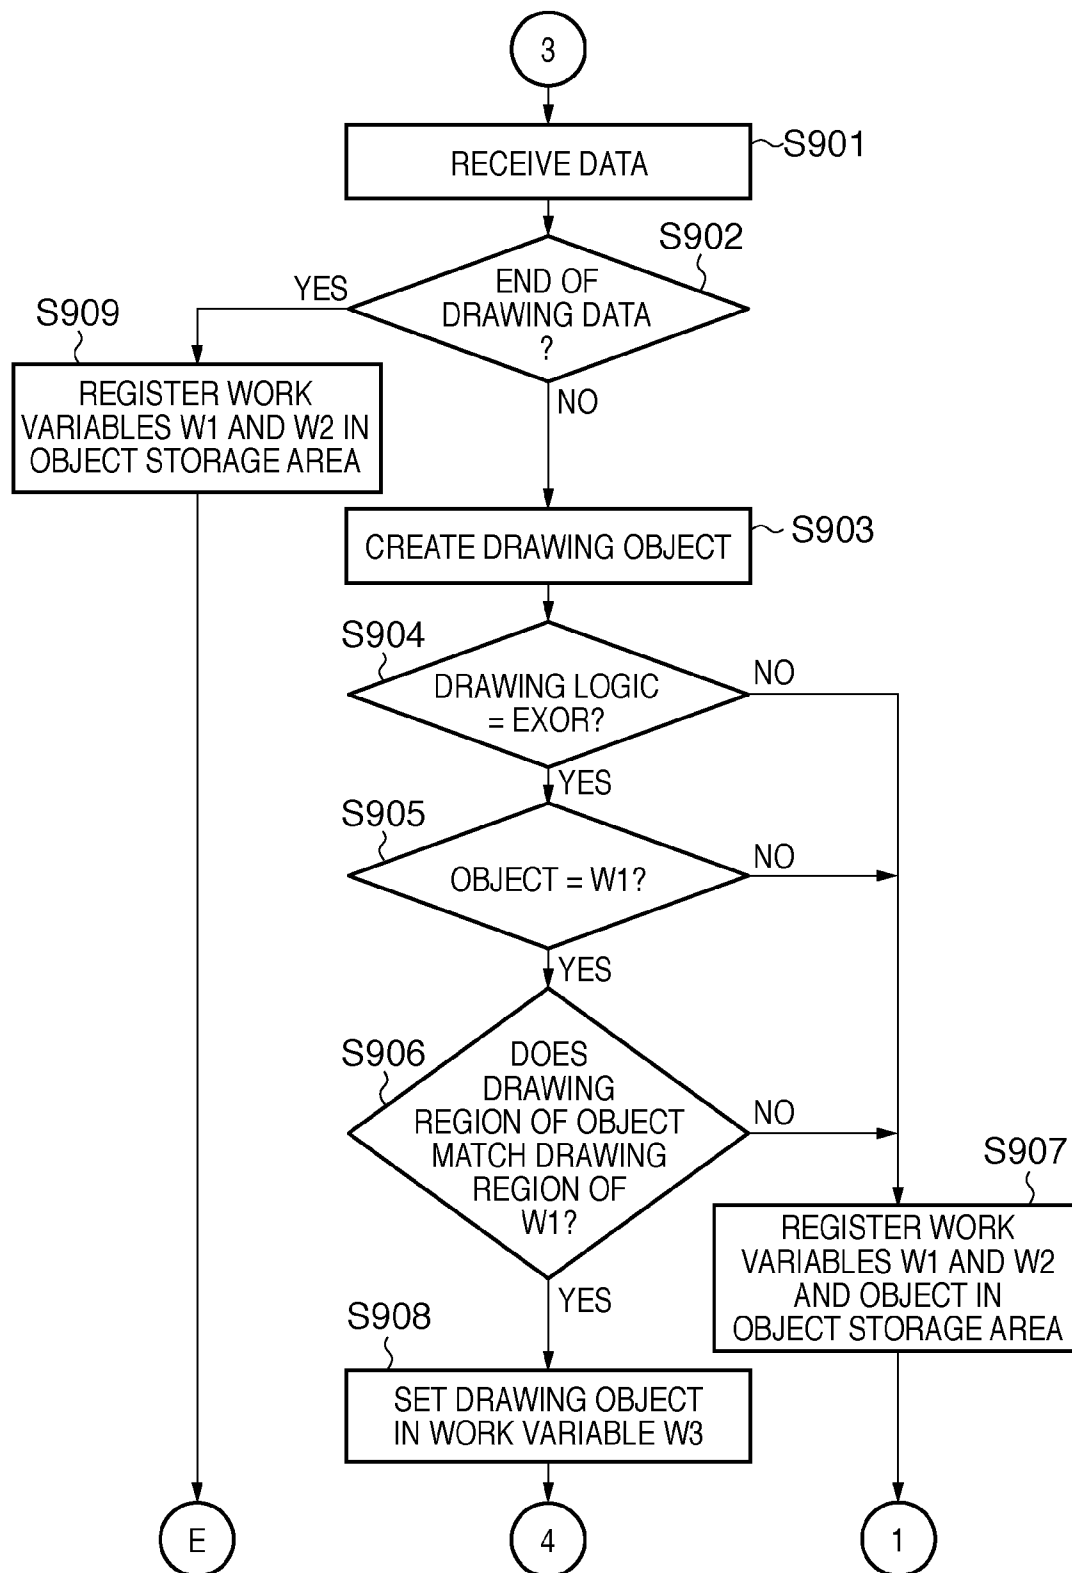 3
RECEIVE DATA
S901
S902
END OF
DRAWING DATA
?
YES
NO
S909
REGISTER WORK
VARIABLES W1 AND W2 IN
OBJECT STORAGE AREA
CREATE DRAWING OBJECT
S903
S904
DRAWING LOGIC
= EXOR?
NO
YES
S905
OBJECT = W1?
NO
YES
S906
DOES
DRAWING
REGION OF OBJECT
MATCH DRAWING
REGION OF
W1?
NO
YES
S907
REGISTER WORK
VARIABLES W1 AND W2
AND OBJECT IN
OBJECT STORAGE AREA
S908
SET DRAWING OBJECT
IN WORK VARIABLE W3
E
4
1